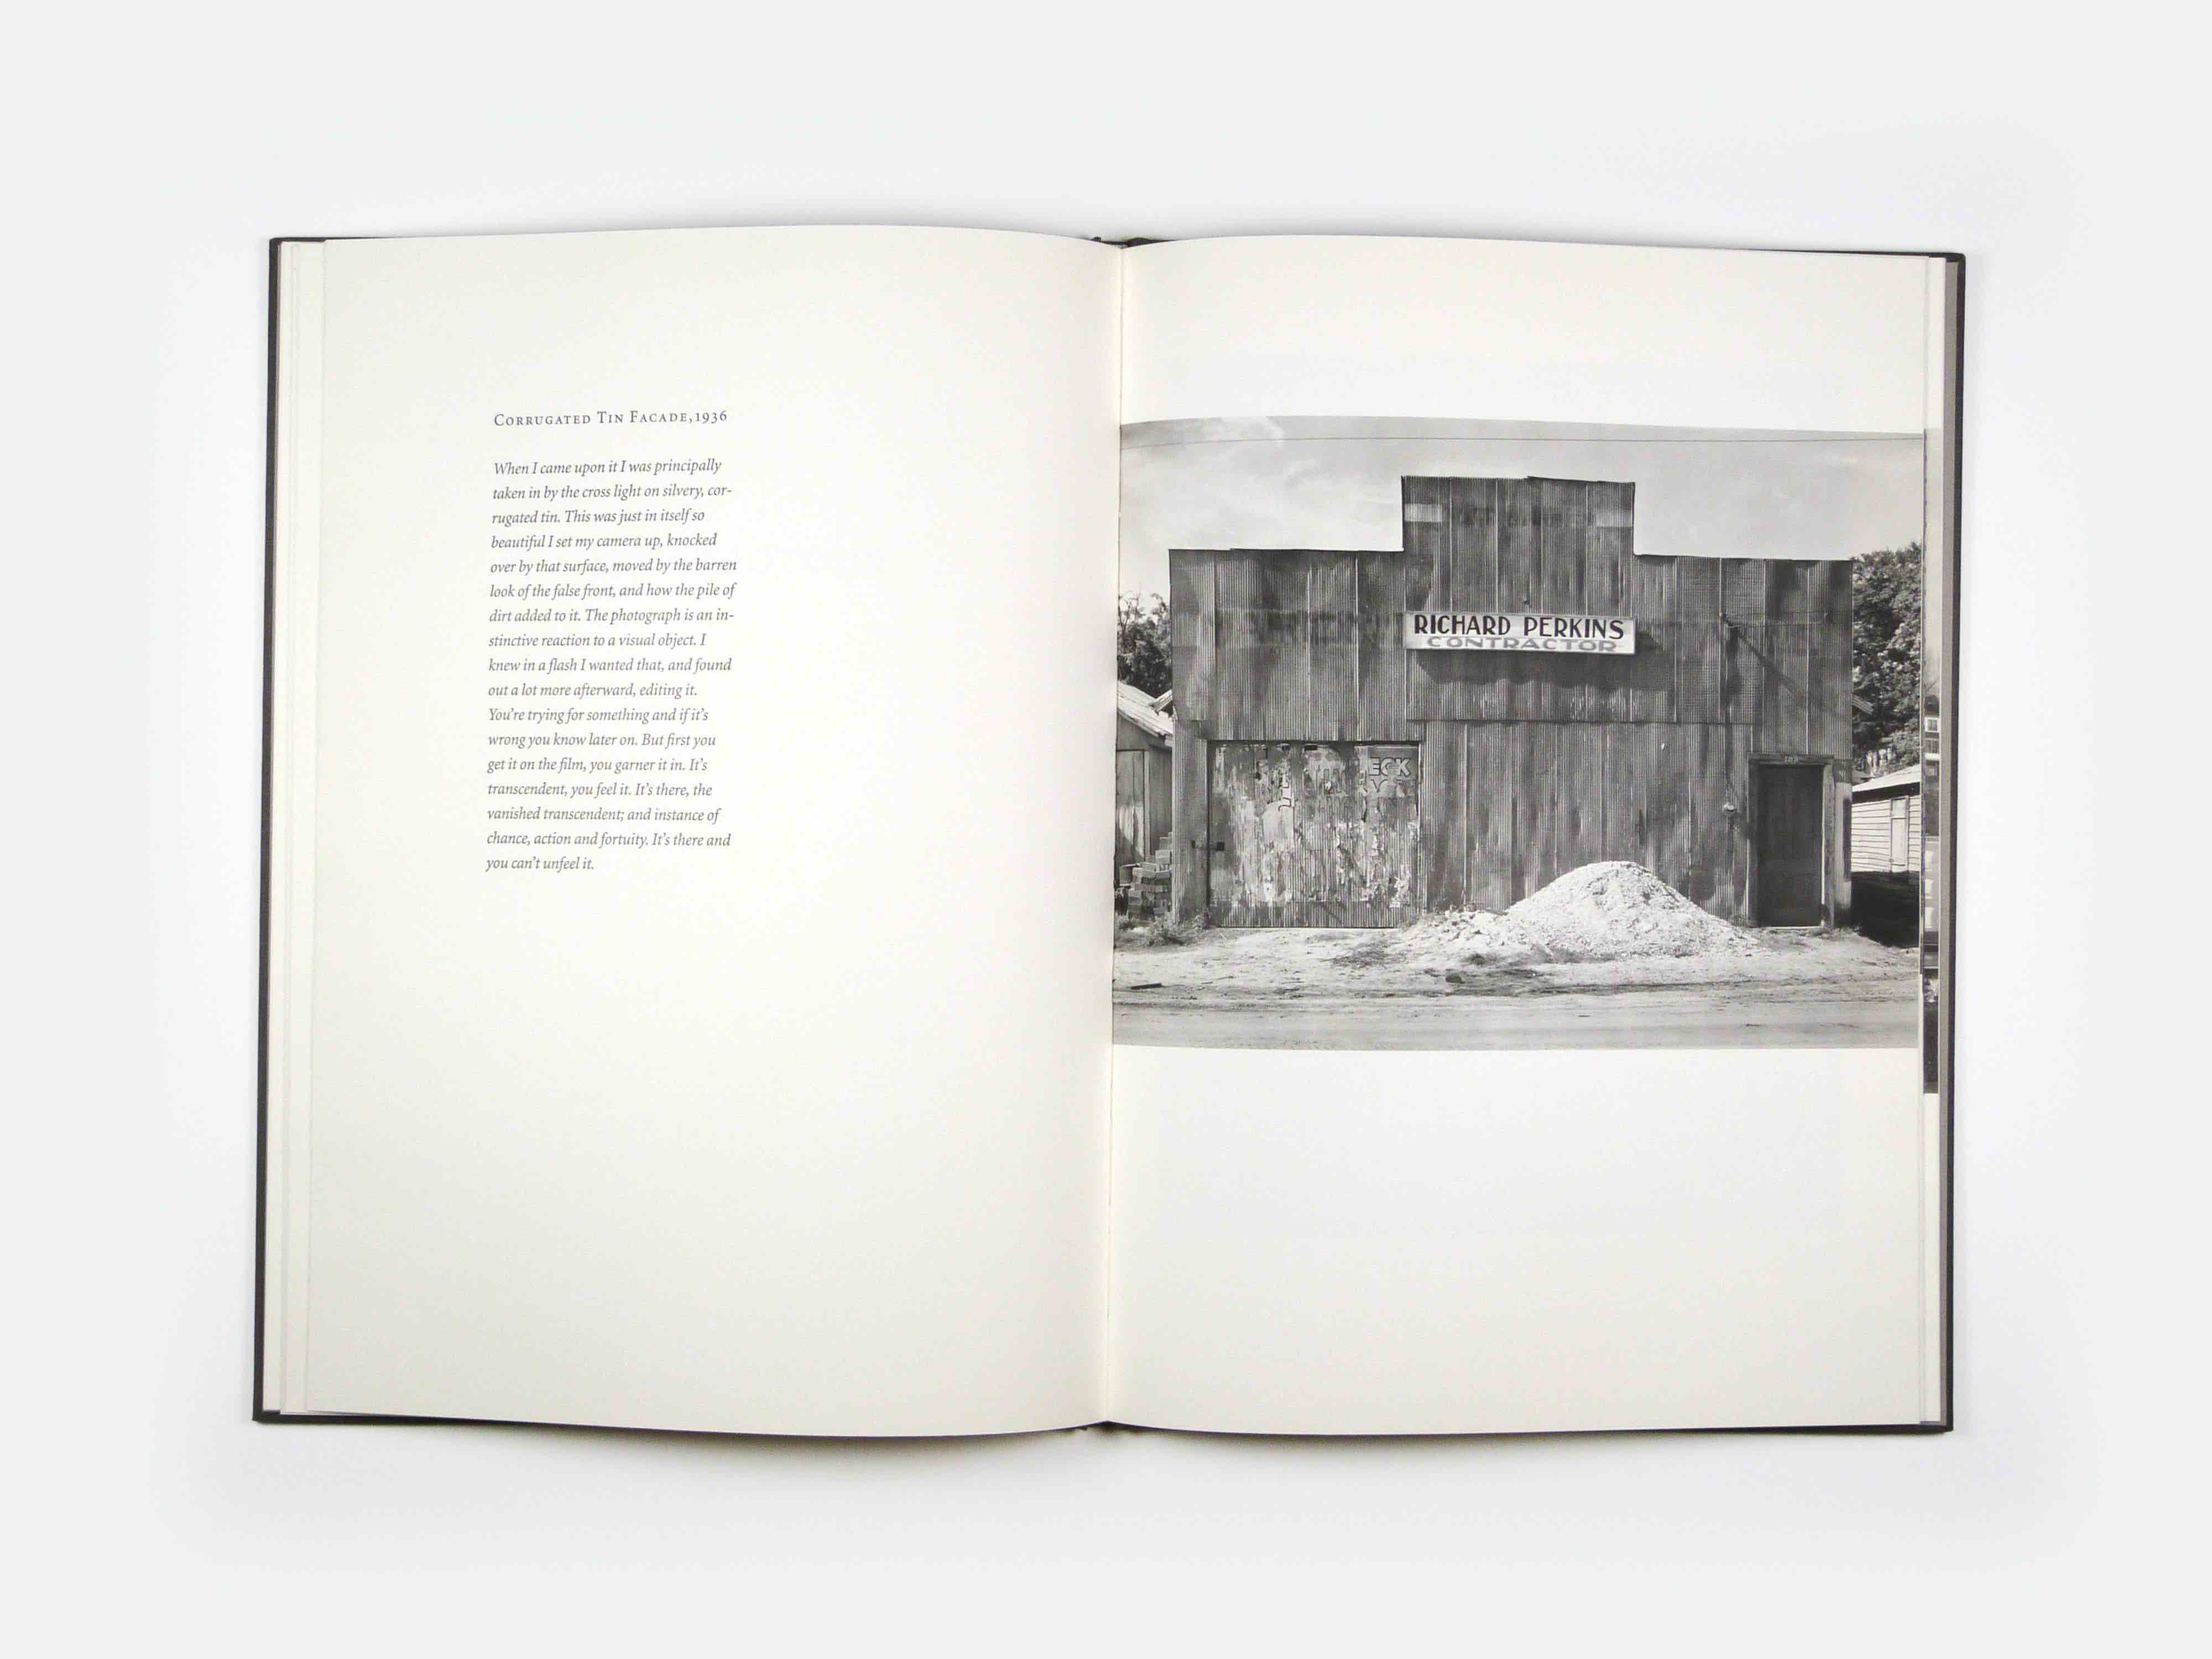 CORRUGATED TIN FACADE, 1936
When I came upon it I was principally
taken in by the cross light on silvery, cor-
rugated tin. This was just in itself so
beautiful I set my camera up, knocked
over by that surface, moved by the barren
look of the false front, and how the pile of
dirt added to it. The photograph is an in-
stinctive reaction to a visual object. I
knew in a flash I wanted that, and found
out a lot more afterward, editing it.
You're trying for something and if it's
wrong you know later on. But first you
get it on the film, you garner it in. It's
transcendent, you feel it. It's there, the
vanished transcendent; and instance of
chance, action and fortuity. It's there and
you can't unfeel it.
RICHARD PERKINS
CONTRACTOR
ECK